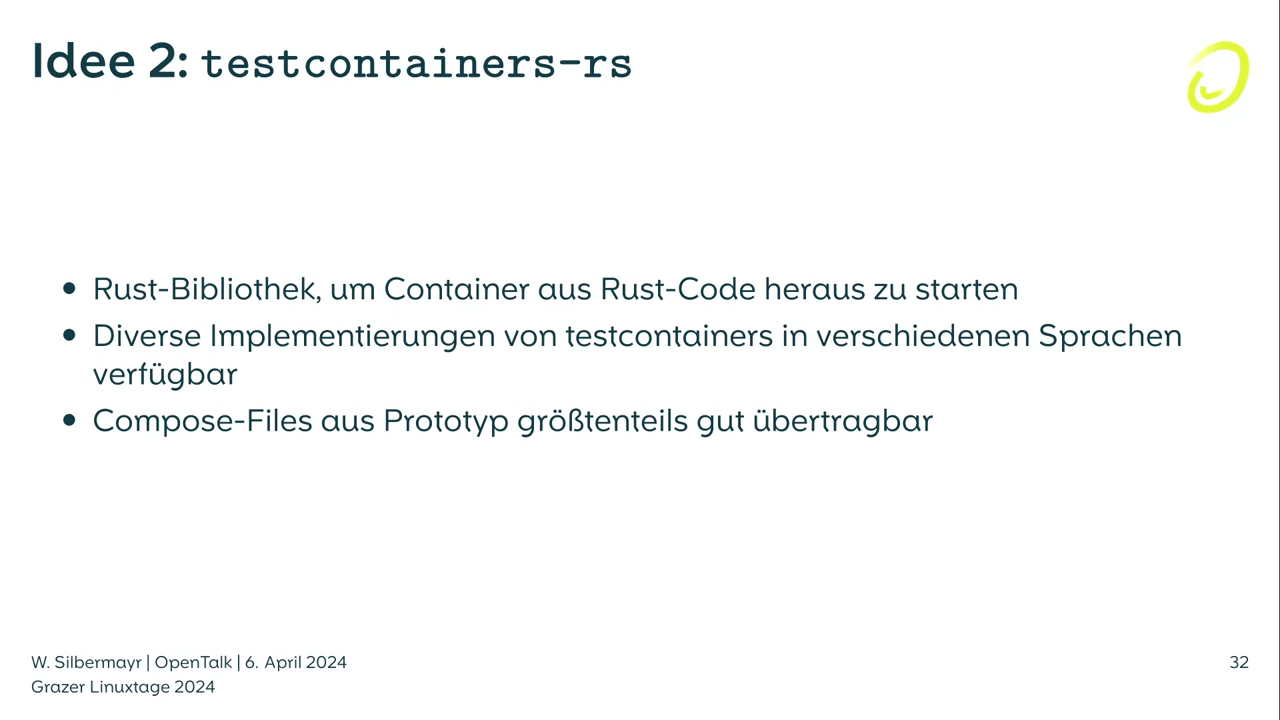 Idee 2: testcontainers-rs
• Rust-Bibliothek, um Container aus Rust-Code heraus zu starten
• Diverse Implementierungen von testcontainers in verschiedenen Sprachen
verfügbar
• Compose-Files aus Prototyp größtenteils gut übertragbar
W. Silbermayr | OpenTalk | 6. April 2024
Grazer Linuxtage 2024
32